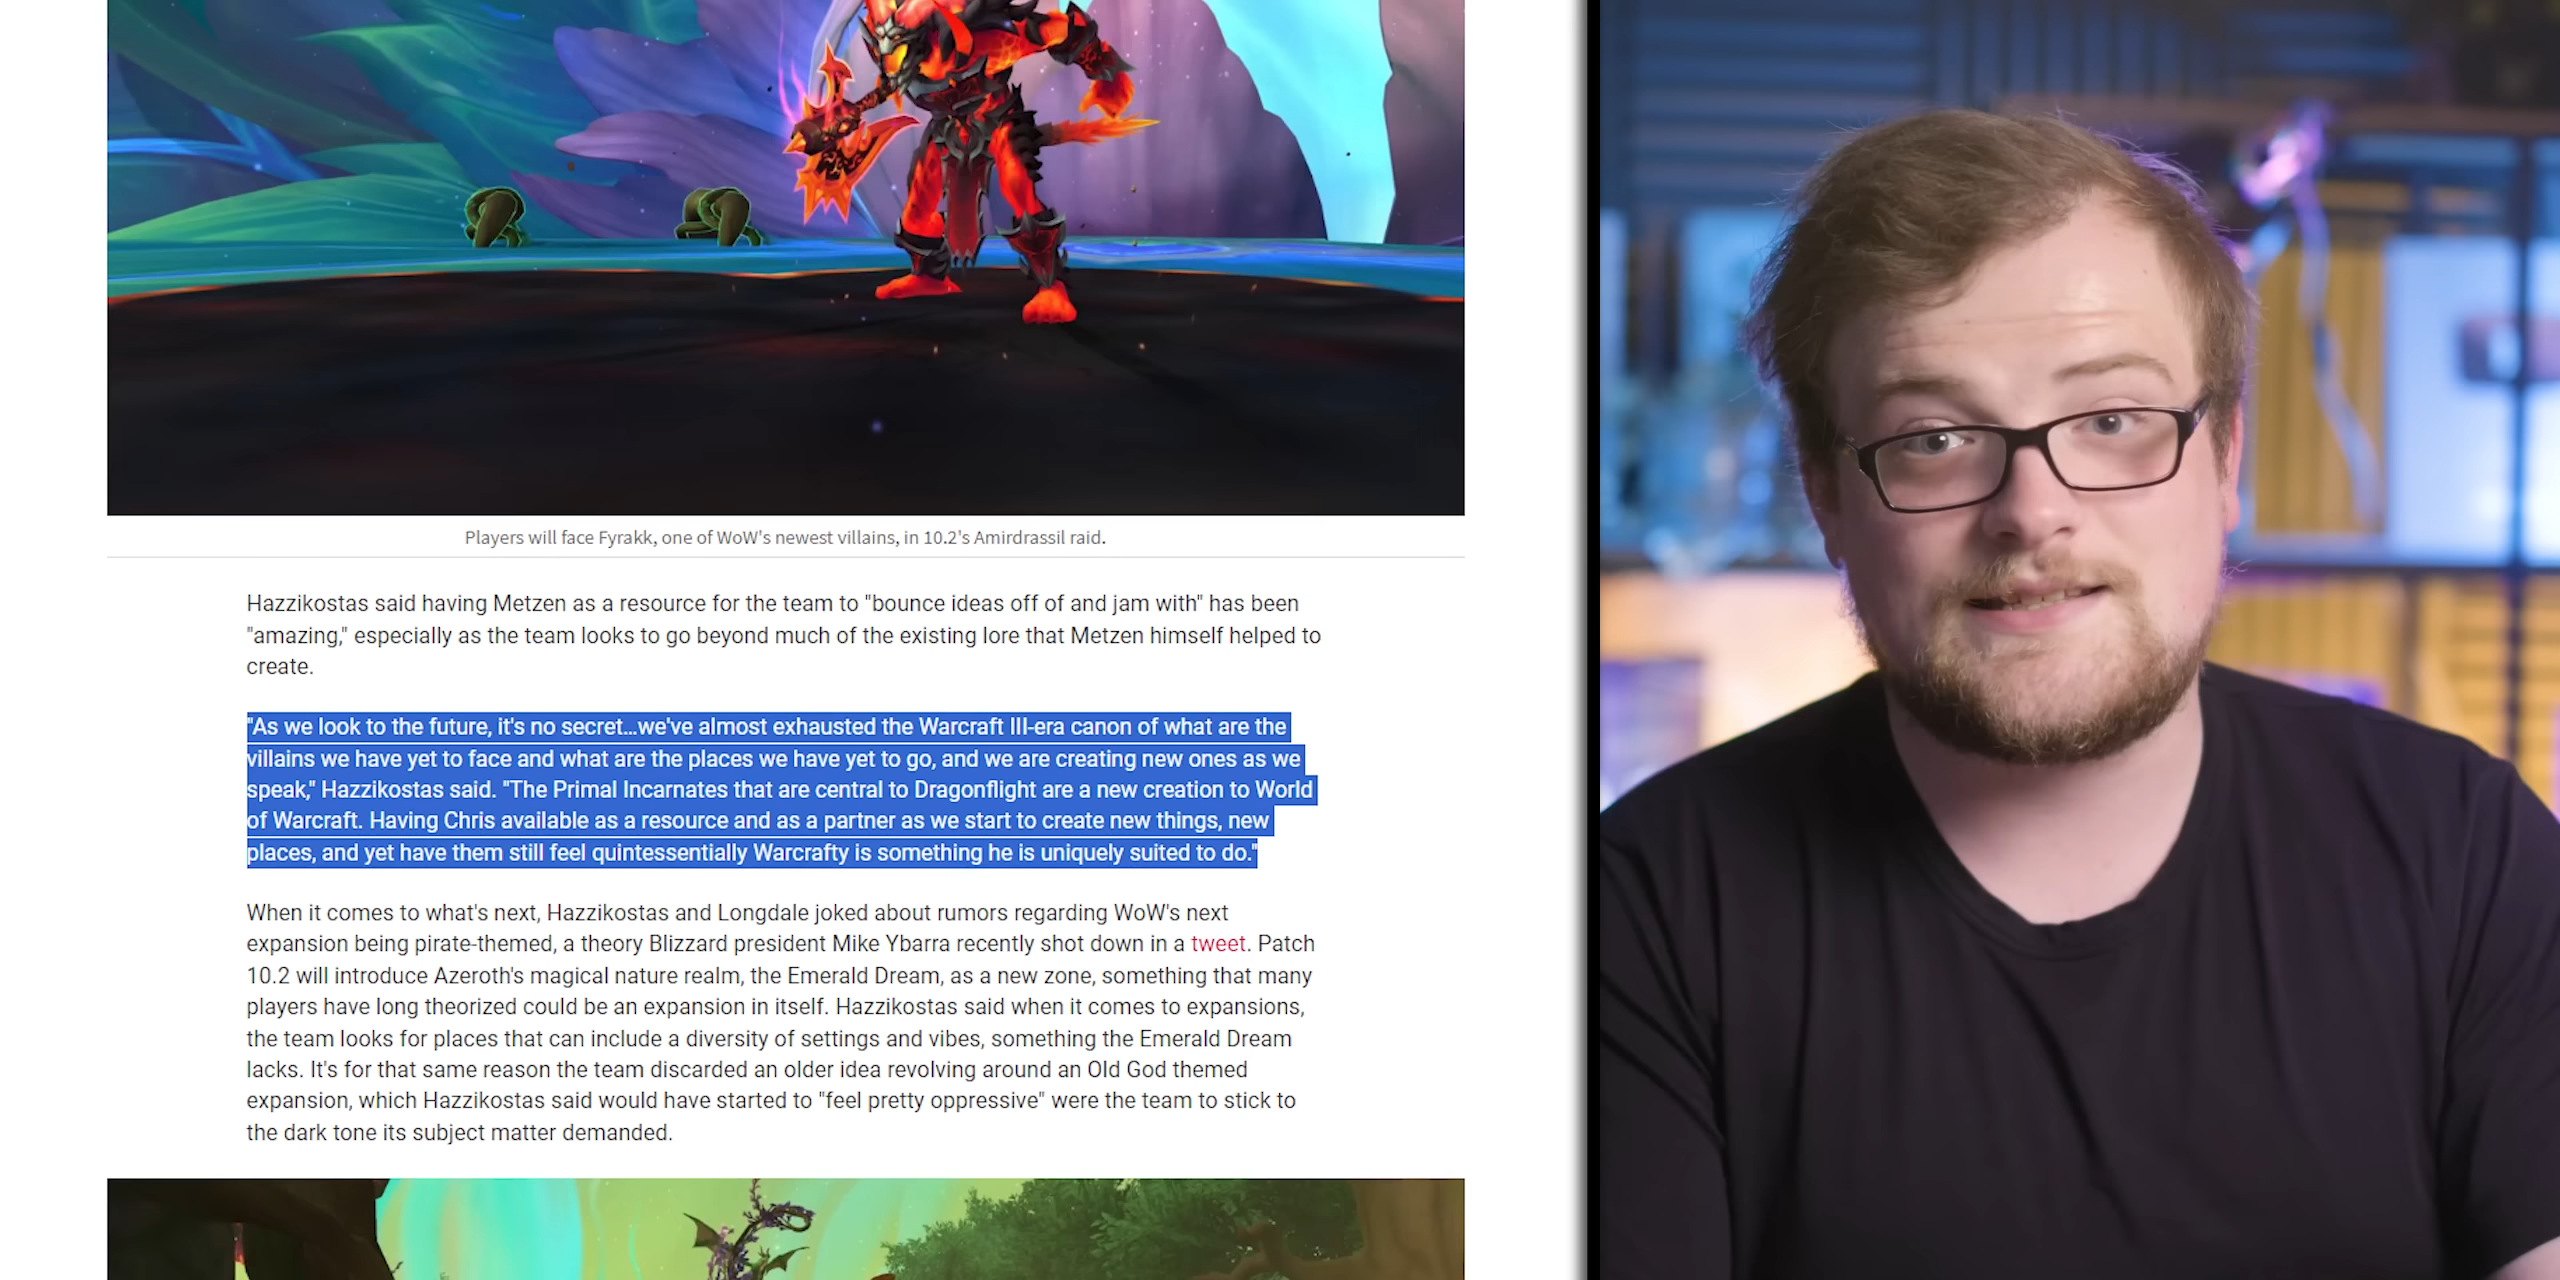 Players will face Fyrakk, one of WoW's newest villains, in 10.2's Amirdrassil raid.
Hazzikostas said having Metzen as a resource for the team to "bounce ideas off of and jam with" has been
"amazing," especially as the team looks to go beyond much of the existing lore that Metzen himself helped to
create.
"As we look to the future, it's no secret...we've almost exhausted the Warcraft III-era canon of what are the
villains we have yet to face and what are the places we have yet to go, and we are creating new ones as we
speak," Hazzikostas said. "The Primal Incarnates that are central to Dragonflight are a new creation to World
of Warcraft. Having Chris available as a resource and as a partner as we start to create new things, new
places, and yet have them still feel quintessentially Warcrafty is something he is uniquely suited to do."
When it comes to what's next, Hazzikostas and Longdale joked about rumors regarding WoW's next
expansion being pirate-themed, a theory Blizzard president Mike Ybarra recently shot down in a tweet. Patch
10.2 will introduce Azeroth's magical nature realm, the Emerald Dream, as a new zone, something that many
players have long theorized could be an expansion in itself. Hazzikostas said when it comes to expansions,
the team looks for places that can include a diversity of settings and vibes, something the Emerald Dream
lacks. It's for that same reason the team discarded an older idea revolving around an Old God themed
expansion, which Hazzikostas said would have started to "feel pretty oppressive" were the team to stick to
the dark tone its subject matter demanded.